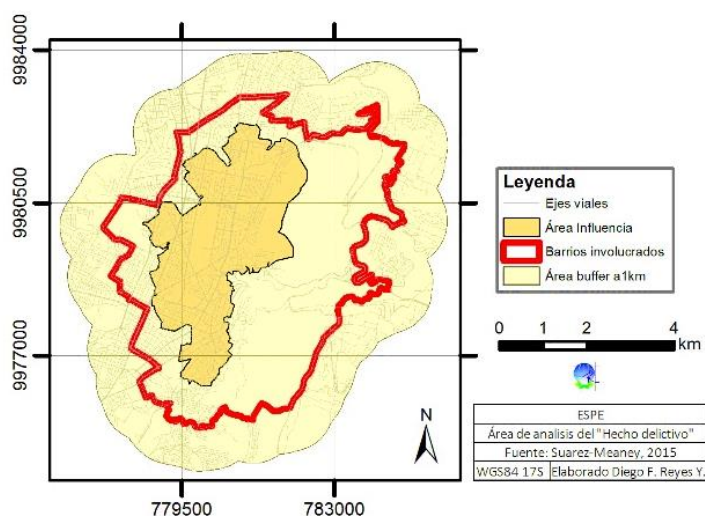 9984000
9980500
9977000
779500
783000
Leyenda
Ejes viales
Área Influencia
Barrios involucrados
Área buffer a1km
0 1 2 4
km
N
ESPE
Área de analisis del "Hecho delictivo"
Fuente: Suarez-Meaney, 2015
WGS84 17S Elaborado Diego F. Reyes Y.